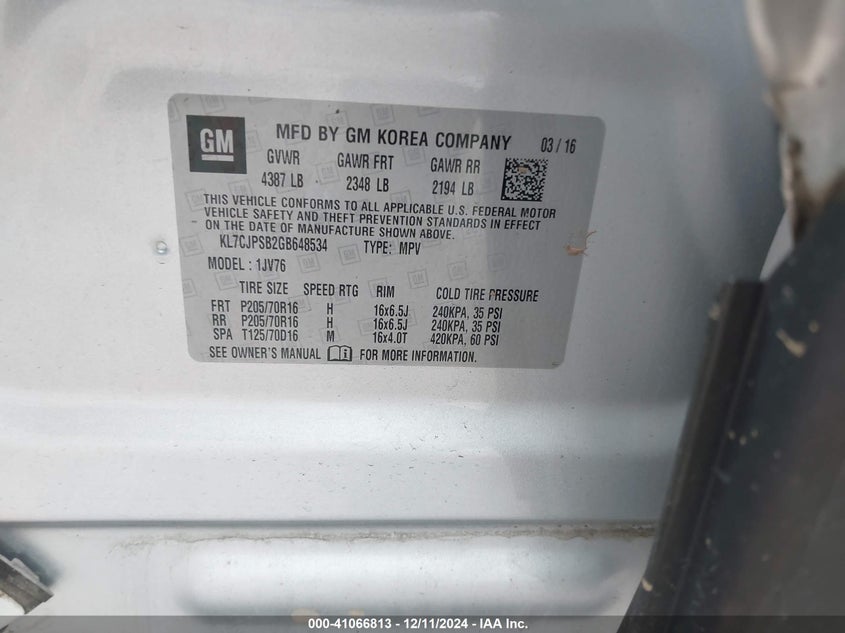 GM MFD BY GM KOREA COMPANY 03/16
GVWR GAWR FRT GAWR RR
4387 LB 2348 LB 2194 LB
THIS VEHICLE CONFORMS TO ALL APPLICABLE U.S. FEDERAL MOTOR
VEHICLE SAFETY AND THEFT PREVENTION STANDARDS IN EFFECT
ON THE DATE OF MANUFACTURE SHOWN ABOVE.
KL7CJPSB2GB648534 TYPE: MPV
MODEL: 1JV76
TIRE SIZE SPEED RTG RIM COLD TIRE PRESSURE
FRT P205/70R16 H 16x6.5J 240KPA, 35 PSI
RR P205/70R16 H 16x6.5J 240KPA, 35 PSI
SPA T125/70D16 M 16x4.0T 420KPA, 60 PSI
SEE OWNER'S MANUAL FOR MORE INFORMATION.
000-41066813 - 12/11/2024 - IAA Inc.